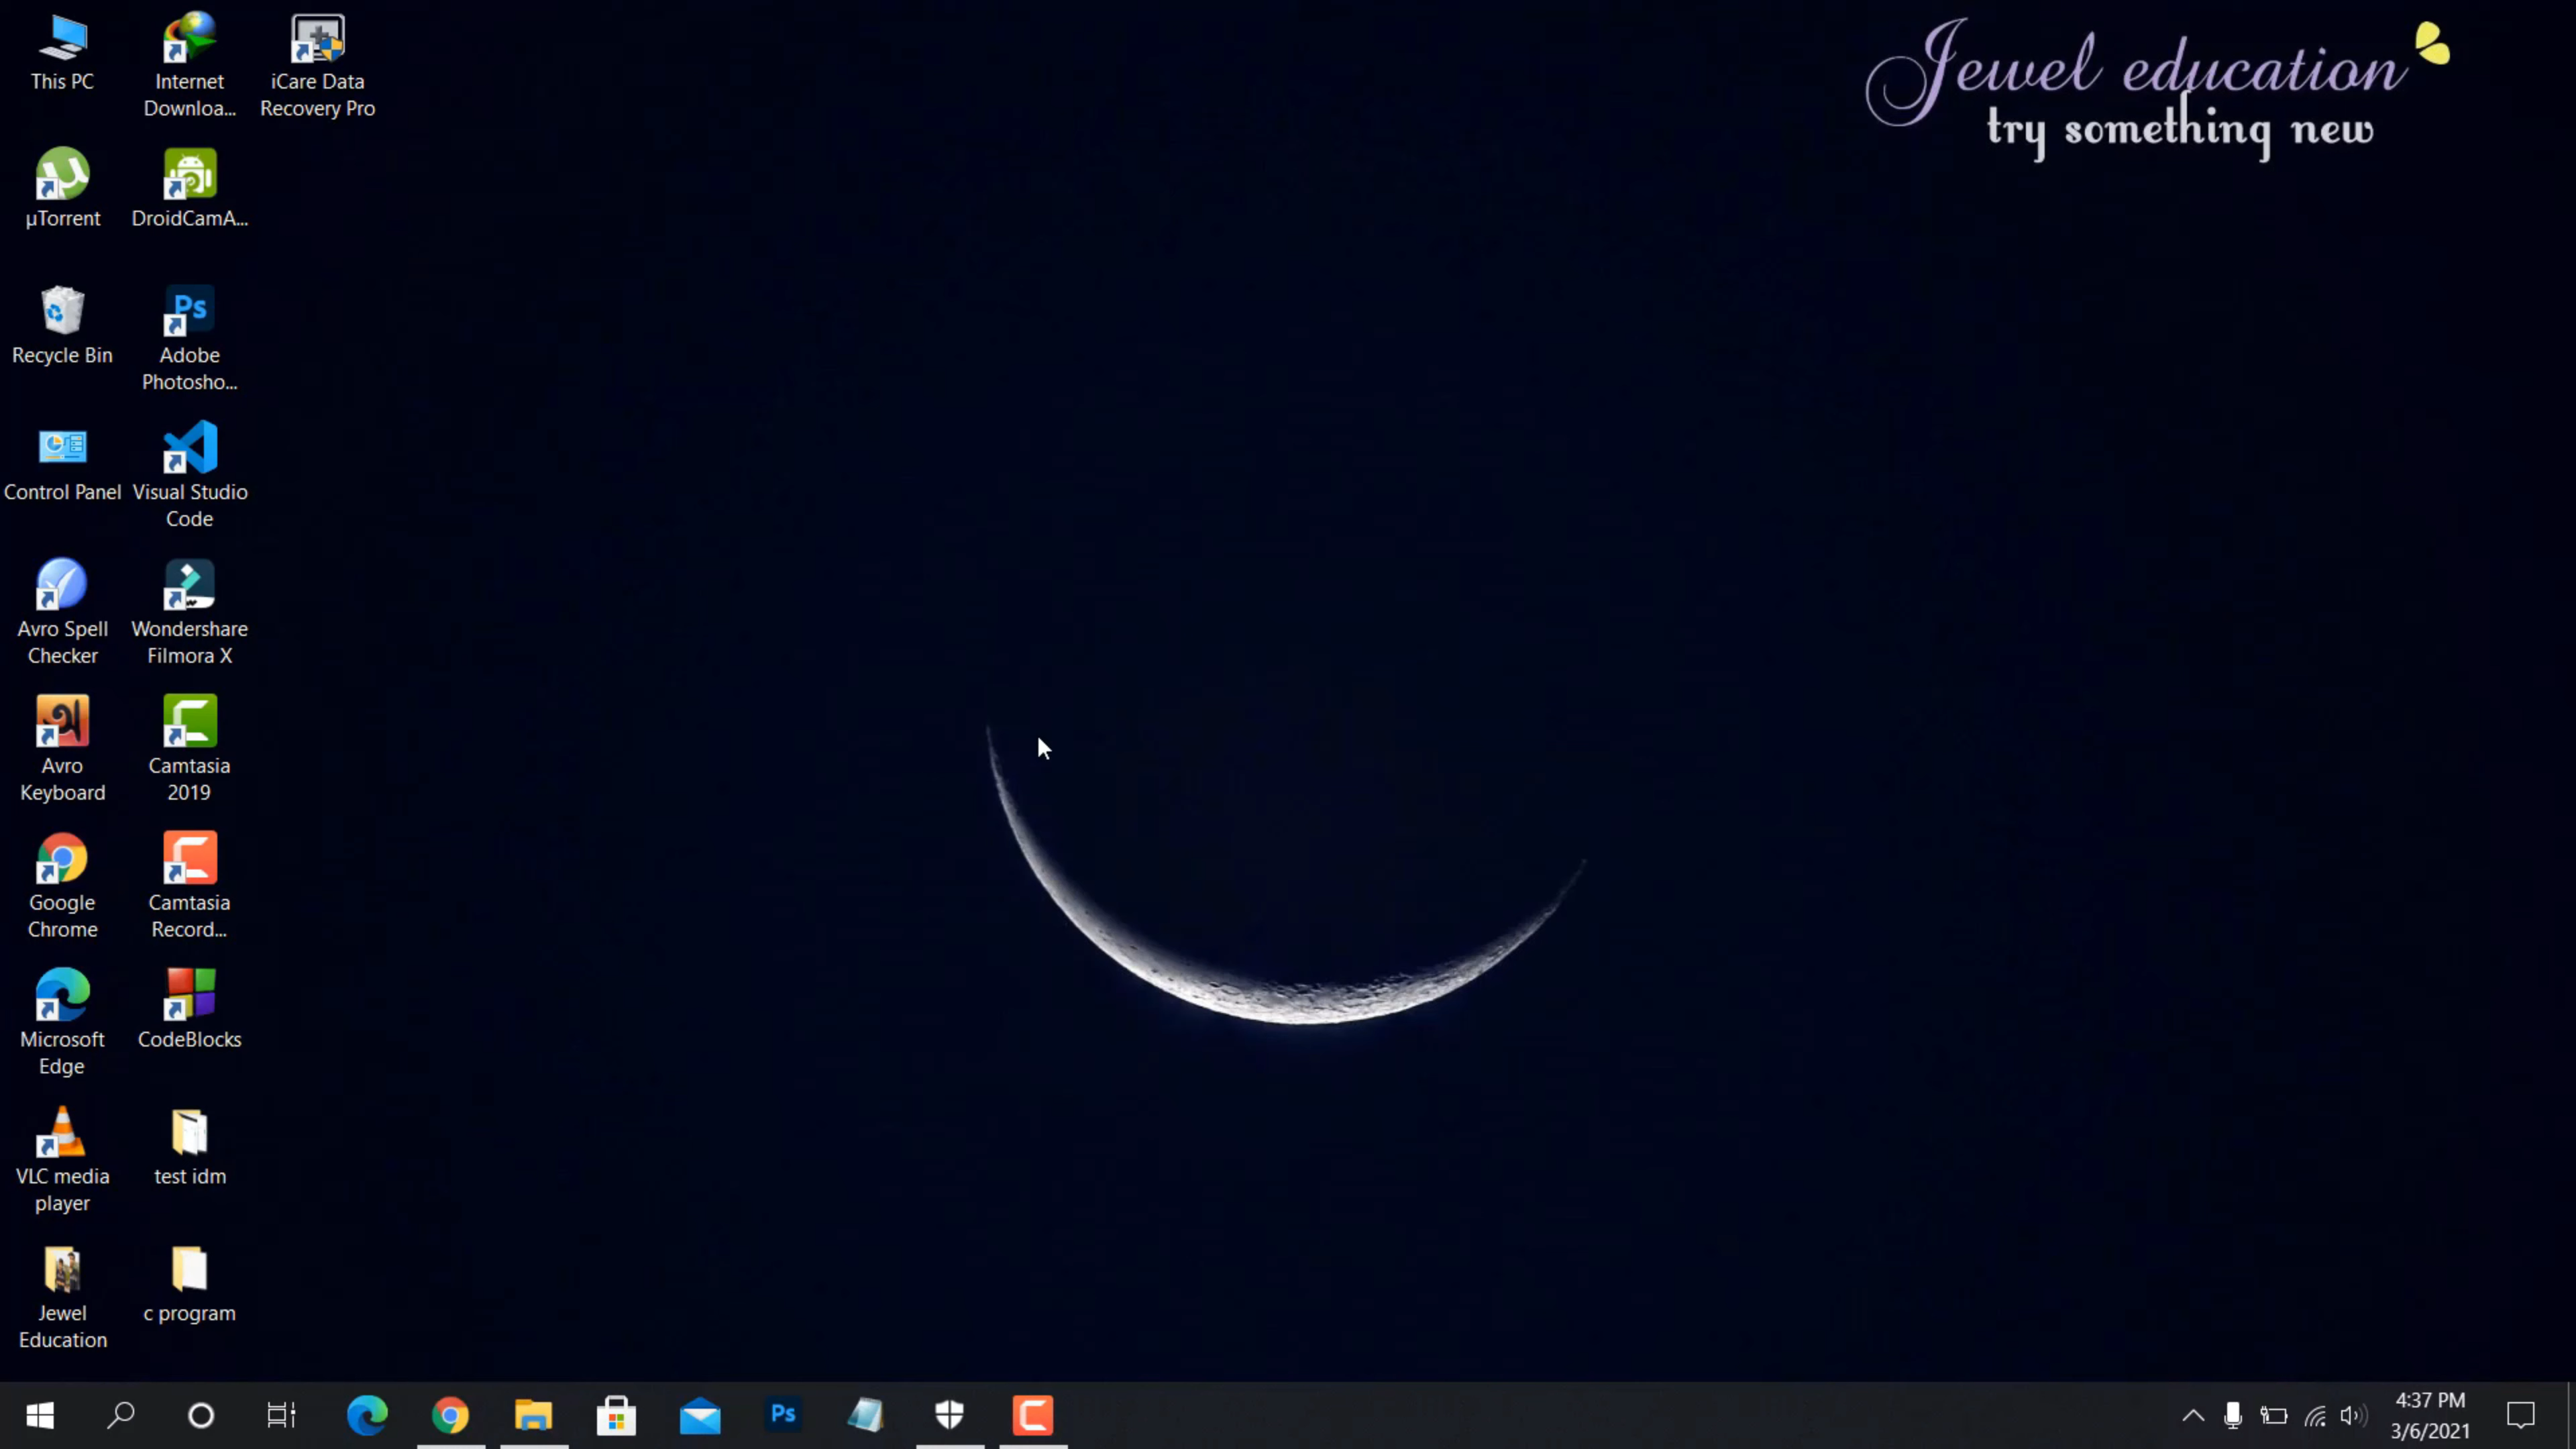 Jewel education
try something new
This PC
Internet
Downloa...
iCare Data
Recovery Pro
µTorrent
DroidCamA...
Recycle Bin
Ps
Adobe
Photosho...
Control Panel
Visual Studio
Code
Avro Spell
Checker
Wondershare
Filmora X
অ
Avro
Keyboard
Camtasia
2019
Google
Chrome
Camtasia
Record...
Microsoft
Edge
CodeBlocks
VLC media
player
test idm
Jewel
Education
c program
Ps
4:37 PM
3/6/2021